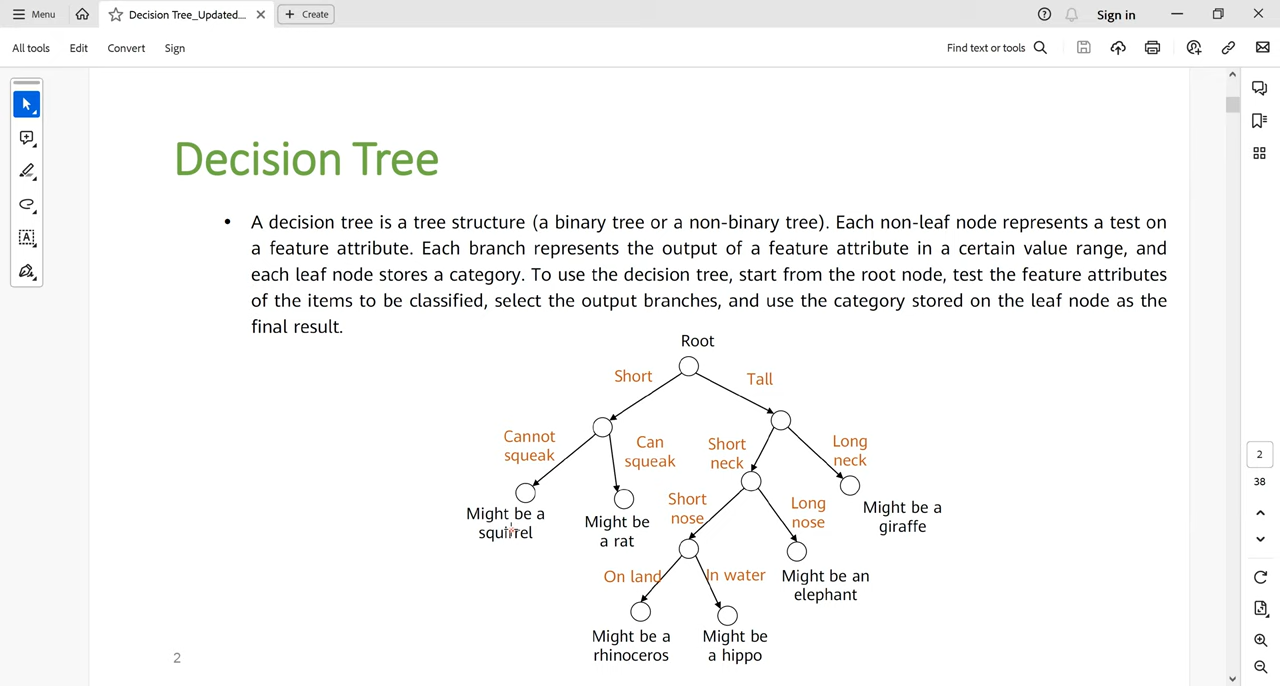 Menu
Decision Tree_Updated...
Create
Sign in
All tools
Edit
Convert
Sign
Find text or tools
Decision Tree
• A decision tree is a tree structure (a binary tree or a non-binary tree). Each non-leaf node represents a test on
a feature attribute. Each branch represents the output of a feature attribute in a certain value range, and
each leaf node stores a category. To use the decision tree, start from the root node, test the feature attributes
of the items to be classified, select the output branches, and use the category stored on the leaf node as the
final result.
Root
Short
Tall
Cannot
squeak
Can
squeak
Short
neck
Long
neck
Might be a
squirrel
Might be
a rat
Short
nose
Long
nose
Might be a
giraffe
On land
In water
Might be an
elephant
Might be a
rhinoceros
Might be
a hippo
2
2
38